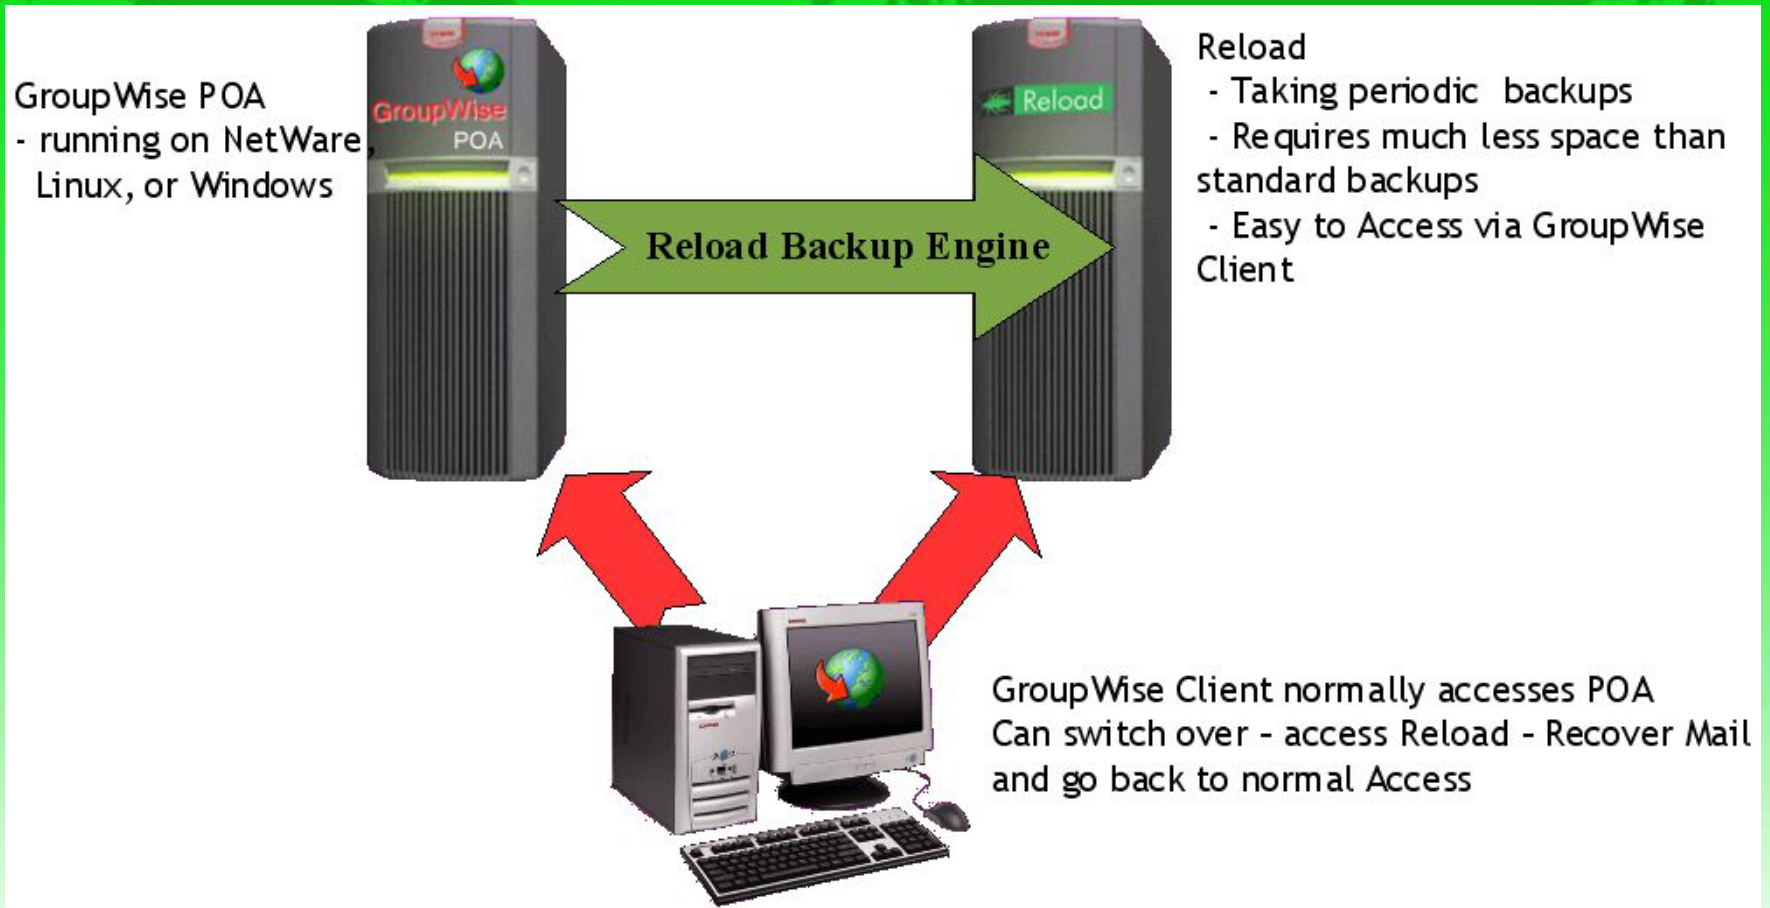 GroupWise POA
- running on NetWare,
Linux, or Windows
GroupWise
POA
Reload
Reload Backup Engine
Reload
- Taking periodic backups
- Requires much less space than
standard backups
- Easy to Access via GroupWise
Client
GroupWise Client normally accesses POA
Can switch over - access Reload - Recover Mail
and go back to normal Access